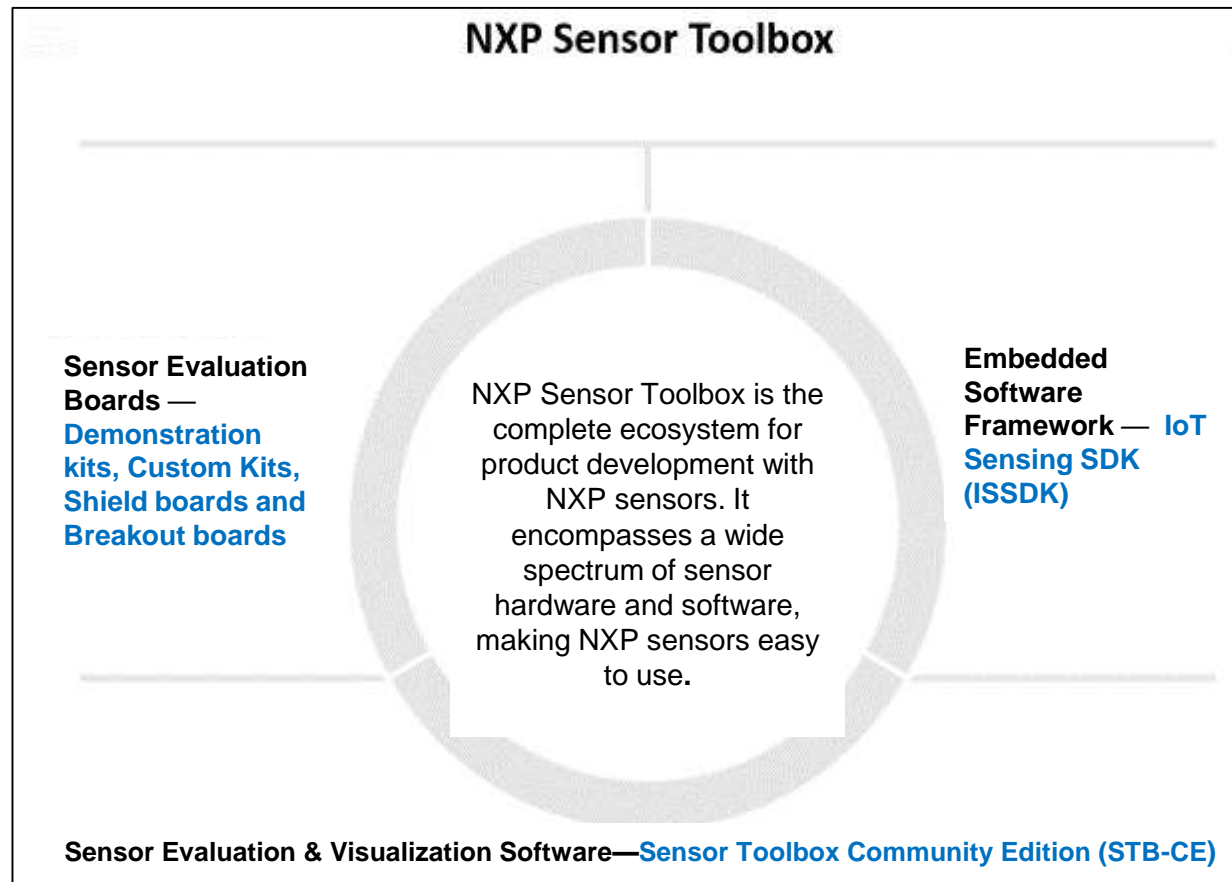 NXP Sensor Toolbox
Sensor Evaluation
Boards —
Demonstration
kits, Custom Kits,
Shield boards and
Breakout boards
NXP Sensor Toolbox is the
complete ecosystem for
product development with
NXP sensors. It
encompasses a wide
spectrum of sensor
hardware and software,
making NXP sensors easy
to use.
Embedded
Software
Framework — IoT
Sensing SDK
(ISSDK)
Sensor Evaluation & Visualization Software—Sensor Toolbox Community Edition (STB-CE)